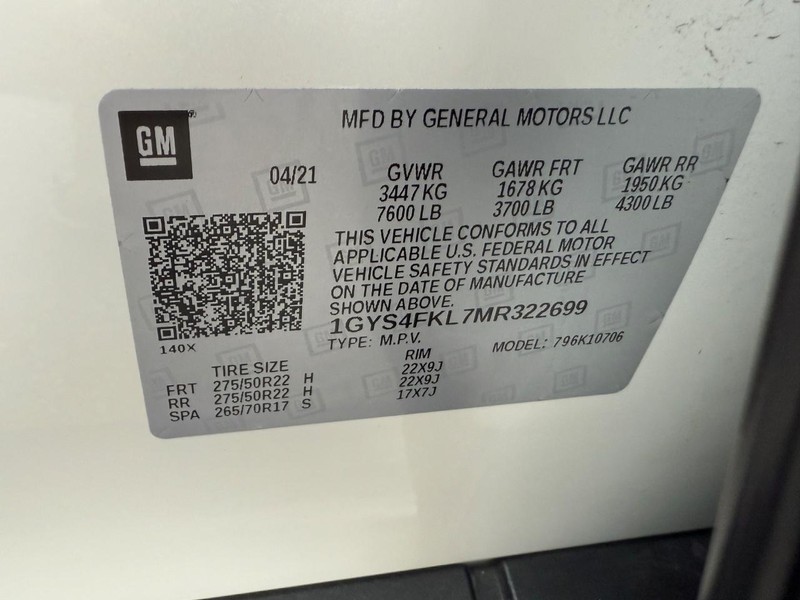 GM
MFD BY GENERAL MOTORS LLC
04/21 GVWR GAWR FRT GAWR RR
3447 KG 1678 KG 1950 KG
7600 LB 3700 LB 4300 LB
THIS VEHICLE CONFORMS TO ALL
APPLICABLE U.S. FEDERAL MOTOR
VEHICLE SAFETY STANDARDS IN EFFECT
ON THE DATE OF MANUFACTURE
SHOWN ABOVE.
1GYS4FKL7MR322699
140X
TYPE: M.P.V. MODEL: 796K10706
TIRE SIZE RIM
FRT 275/50R22 H 22X9J
RR 275/50R22 H 22X9J
SPA 265/70R17 S 17X7J